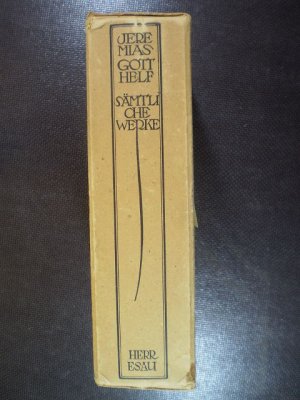 JERE
MIAS
GOTT
HELF
SÄMTLI
CHE
WERKE
HERR
ESAU